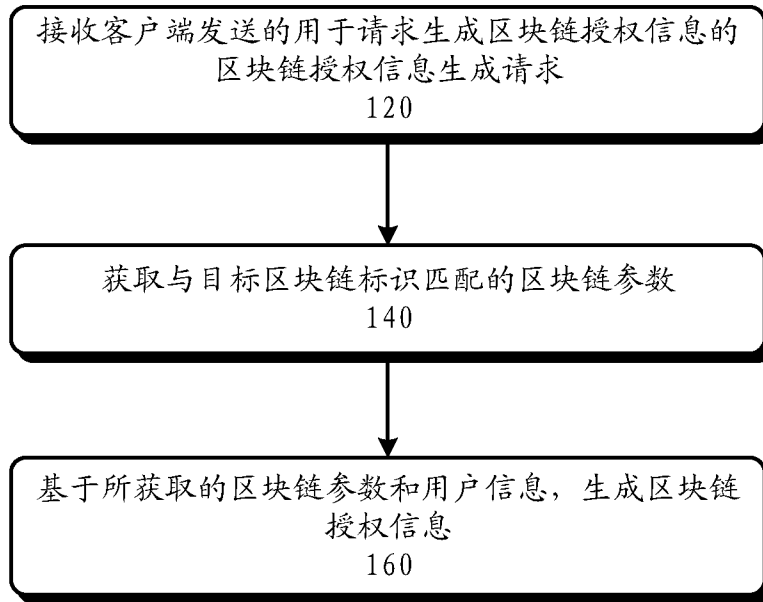 接收客户端发送的用于请求生成区块链授权信息的
区块链授权信息生成请求
120
获取与目标区块链标识匹配的区块链参数
140
基于所获取的区块链参数和用户信息，生成区块链
授权信息
160